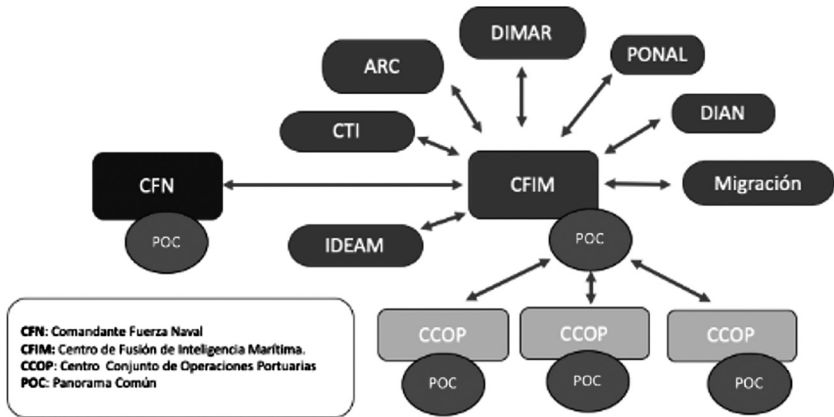 DIMAR
PONAL
ARC
DIAN
CTI
CFN
CFIM
Migración
POC
IDEAM
POC
CCOP
CCOP
CCOP
POC
POC
POC
CFN: Comandante Fuerza Naval
CFIM: Centro de Fusión de Inteligencia Marítima.
CCOP: Centro Conjunto de Operaciones Portuarias
POC: Panorama Común